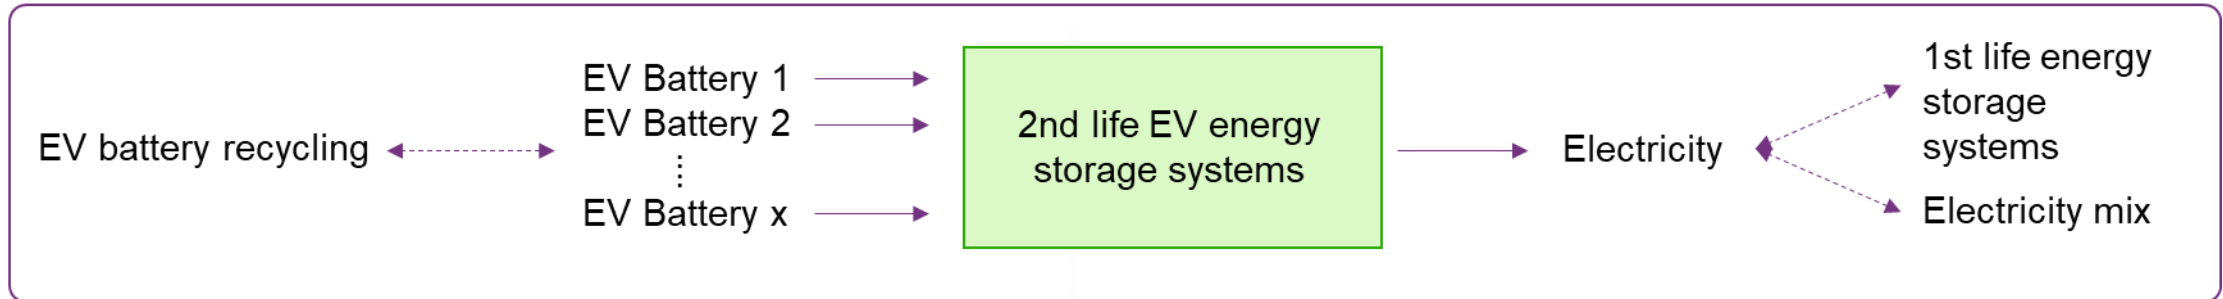 EV battery recycling
EV Battery 1
EV Battery 2
EV Battery x
2nd life EV energy
storage systems
Electricity
1st life energy
storage
systems
Electricity mix